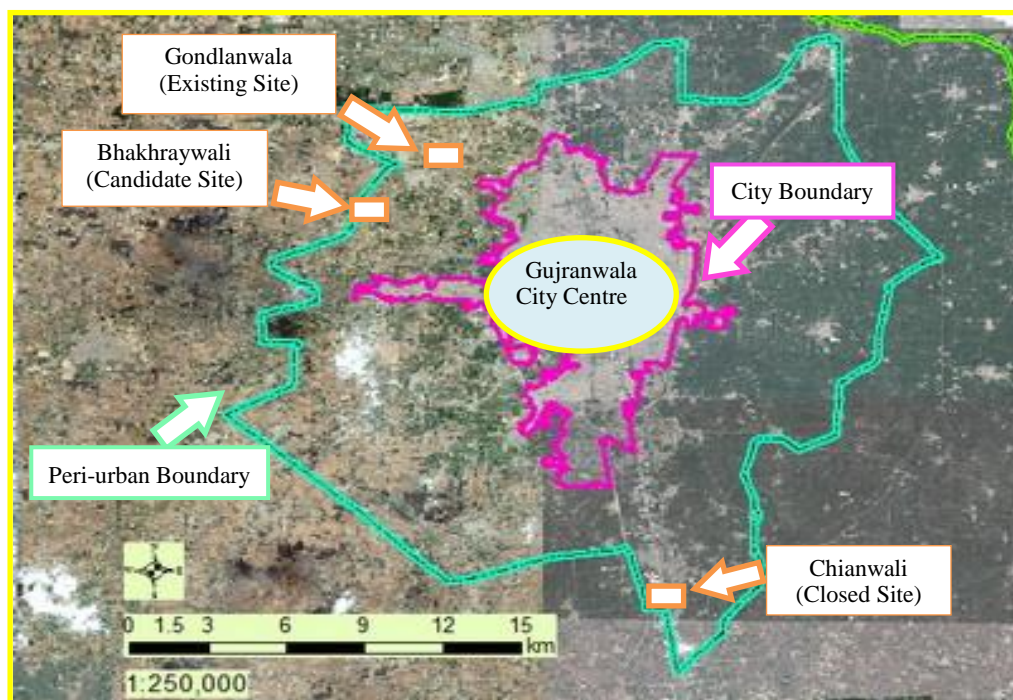 Gondlanwala
(Existing Site)
Bhakhraywali
(Candidate Site)
City Boundary
Gujranwala
City Centre
Peri-urban Boundary
Chianwali
(Closed Site)
0 1.5 3 6 9 12 15
km
1:250,000